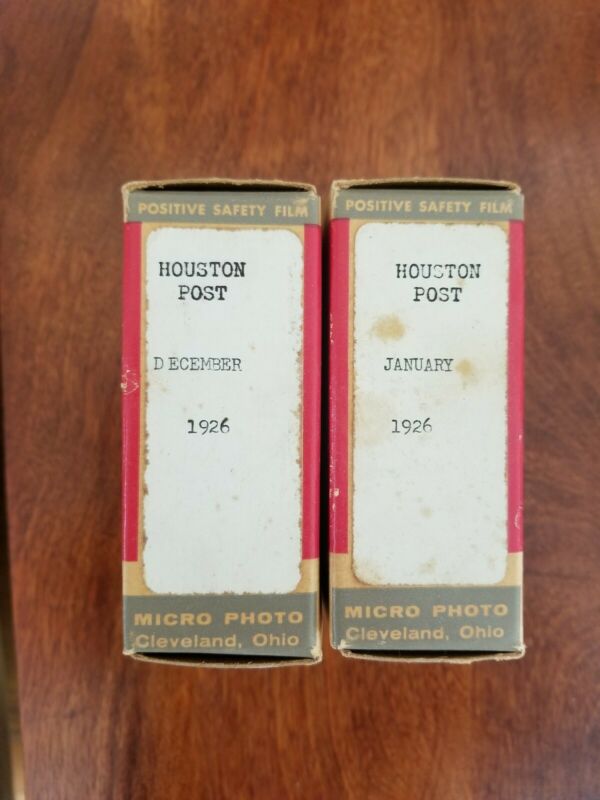 POSITIVE SAFETY FILM
HOUSTON
POST
DECEMBER
1926
MICRO PHOTO
Cleveland, Ohio
POSITIVE SAFETY FILM
HOUSTON
POST
JANUARY
1926
MICRO PHOTO
Cleveland, Ohio